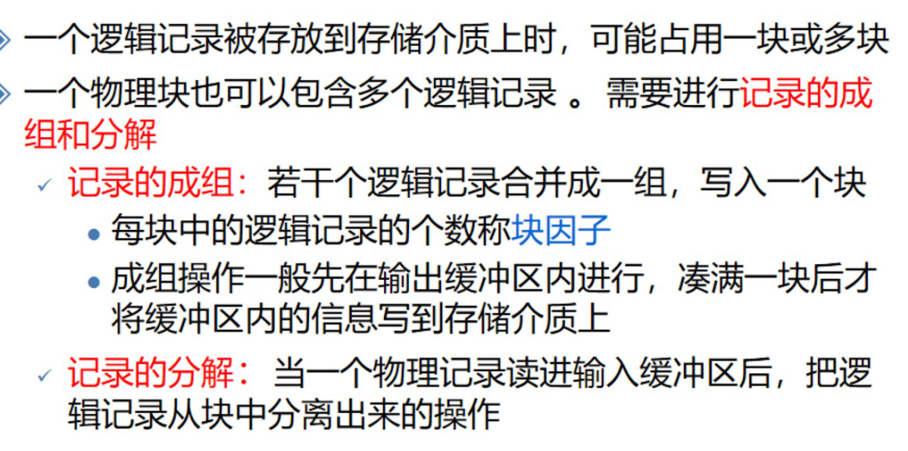 一个逻辑记录被存放到存储介质上时，可能占用一块或多块
一个物理块也可以包含多个逻辑记录 。 需要进行记录的成
组和分解
记录的成组：若干个逻辑记录合并成一组，写入一个块
每块中的逻辑记录的个数称块因子
成组操作一般先在输出缓冲区内进行，凑满一块后才
将缓冲区内的信息写到存储介质上
记录的分解： 当一个物理记录读进输入缓冲区后，把逻
辑记录从块中分离出来的操作